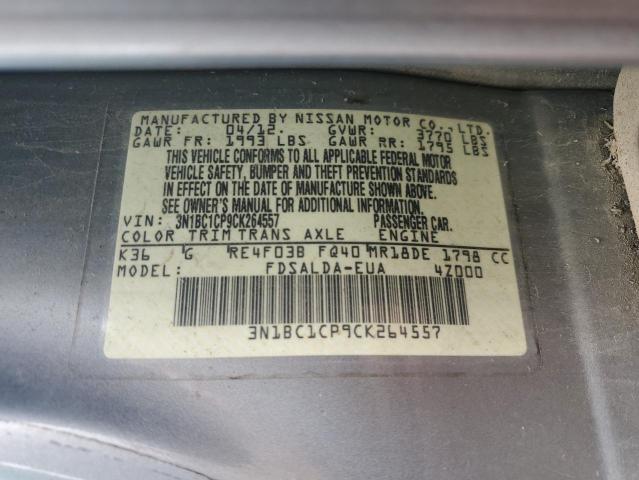 MANUFACTURED BY NISSAN MOTOR CO., LTD.
DATE: 04/12. GVWR: 3770 LBS
GAWR FR: 1993 LBS GAWR RR: 1795 LBS
THIS VEHICLE CONFORMS TO ALL APPLICABLE FEDERAL MOTOR
VEHICLE SAFETY, BUMPER AND THEFT PREVENTION STANDARDS
IN EFFECT ON THE DATE OF MANUFACTURE SHOWN ABOVE.
SEE OWNER'S MANUAL FOR ADDITIONAL INFORMATION.
VIN: 3N1BC1CP9CK264557 PASSENGER CAR.
COLOR TRIM TRANS AXLE ENGINE
K36 G RE4F03B FQ40 MR18DE 1798 CC
MODEL: FDSALDA-EUA 4Z000
3N1BC1CP9CK264557